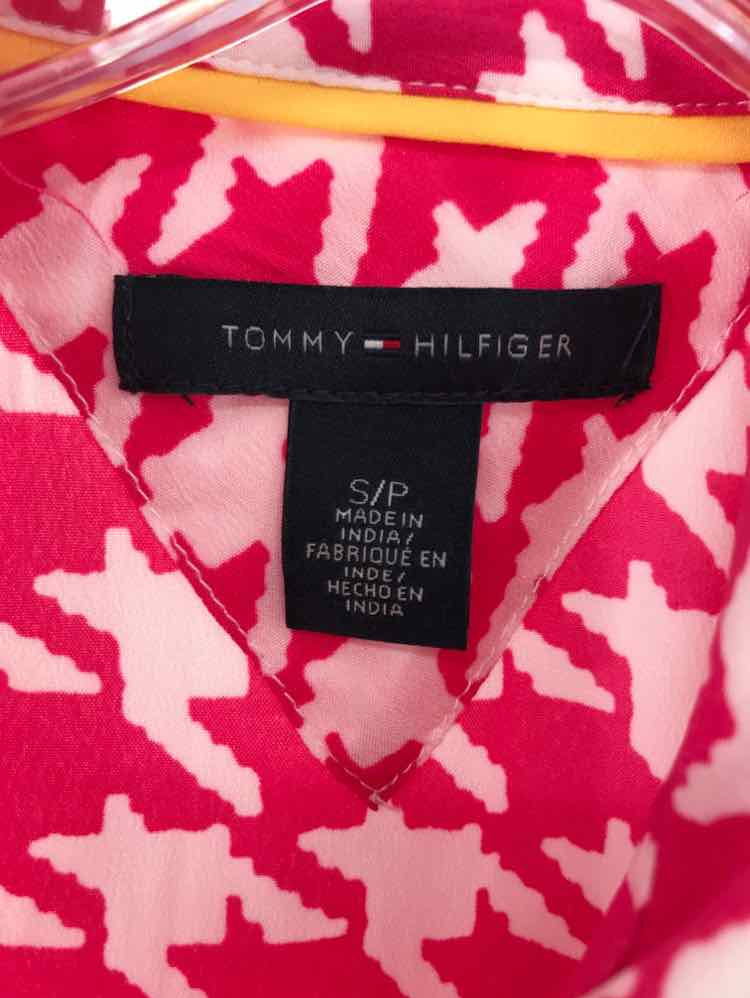 TOMMY HILFIGER
S/P
MADE IN
INDIA/
FABRIQUÉ EN
INDE/
HECHO EN
INDIA